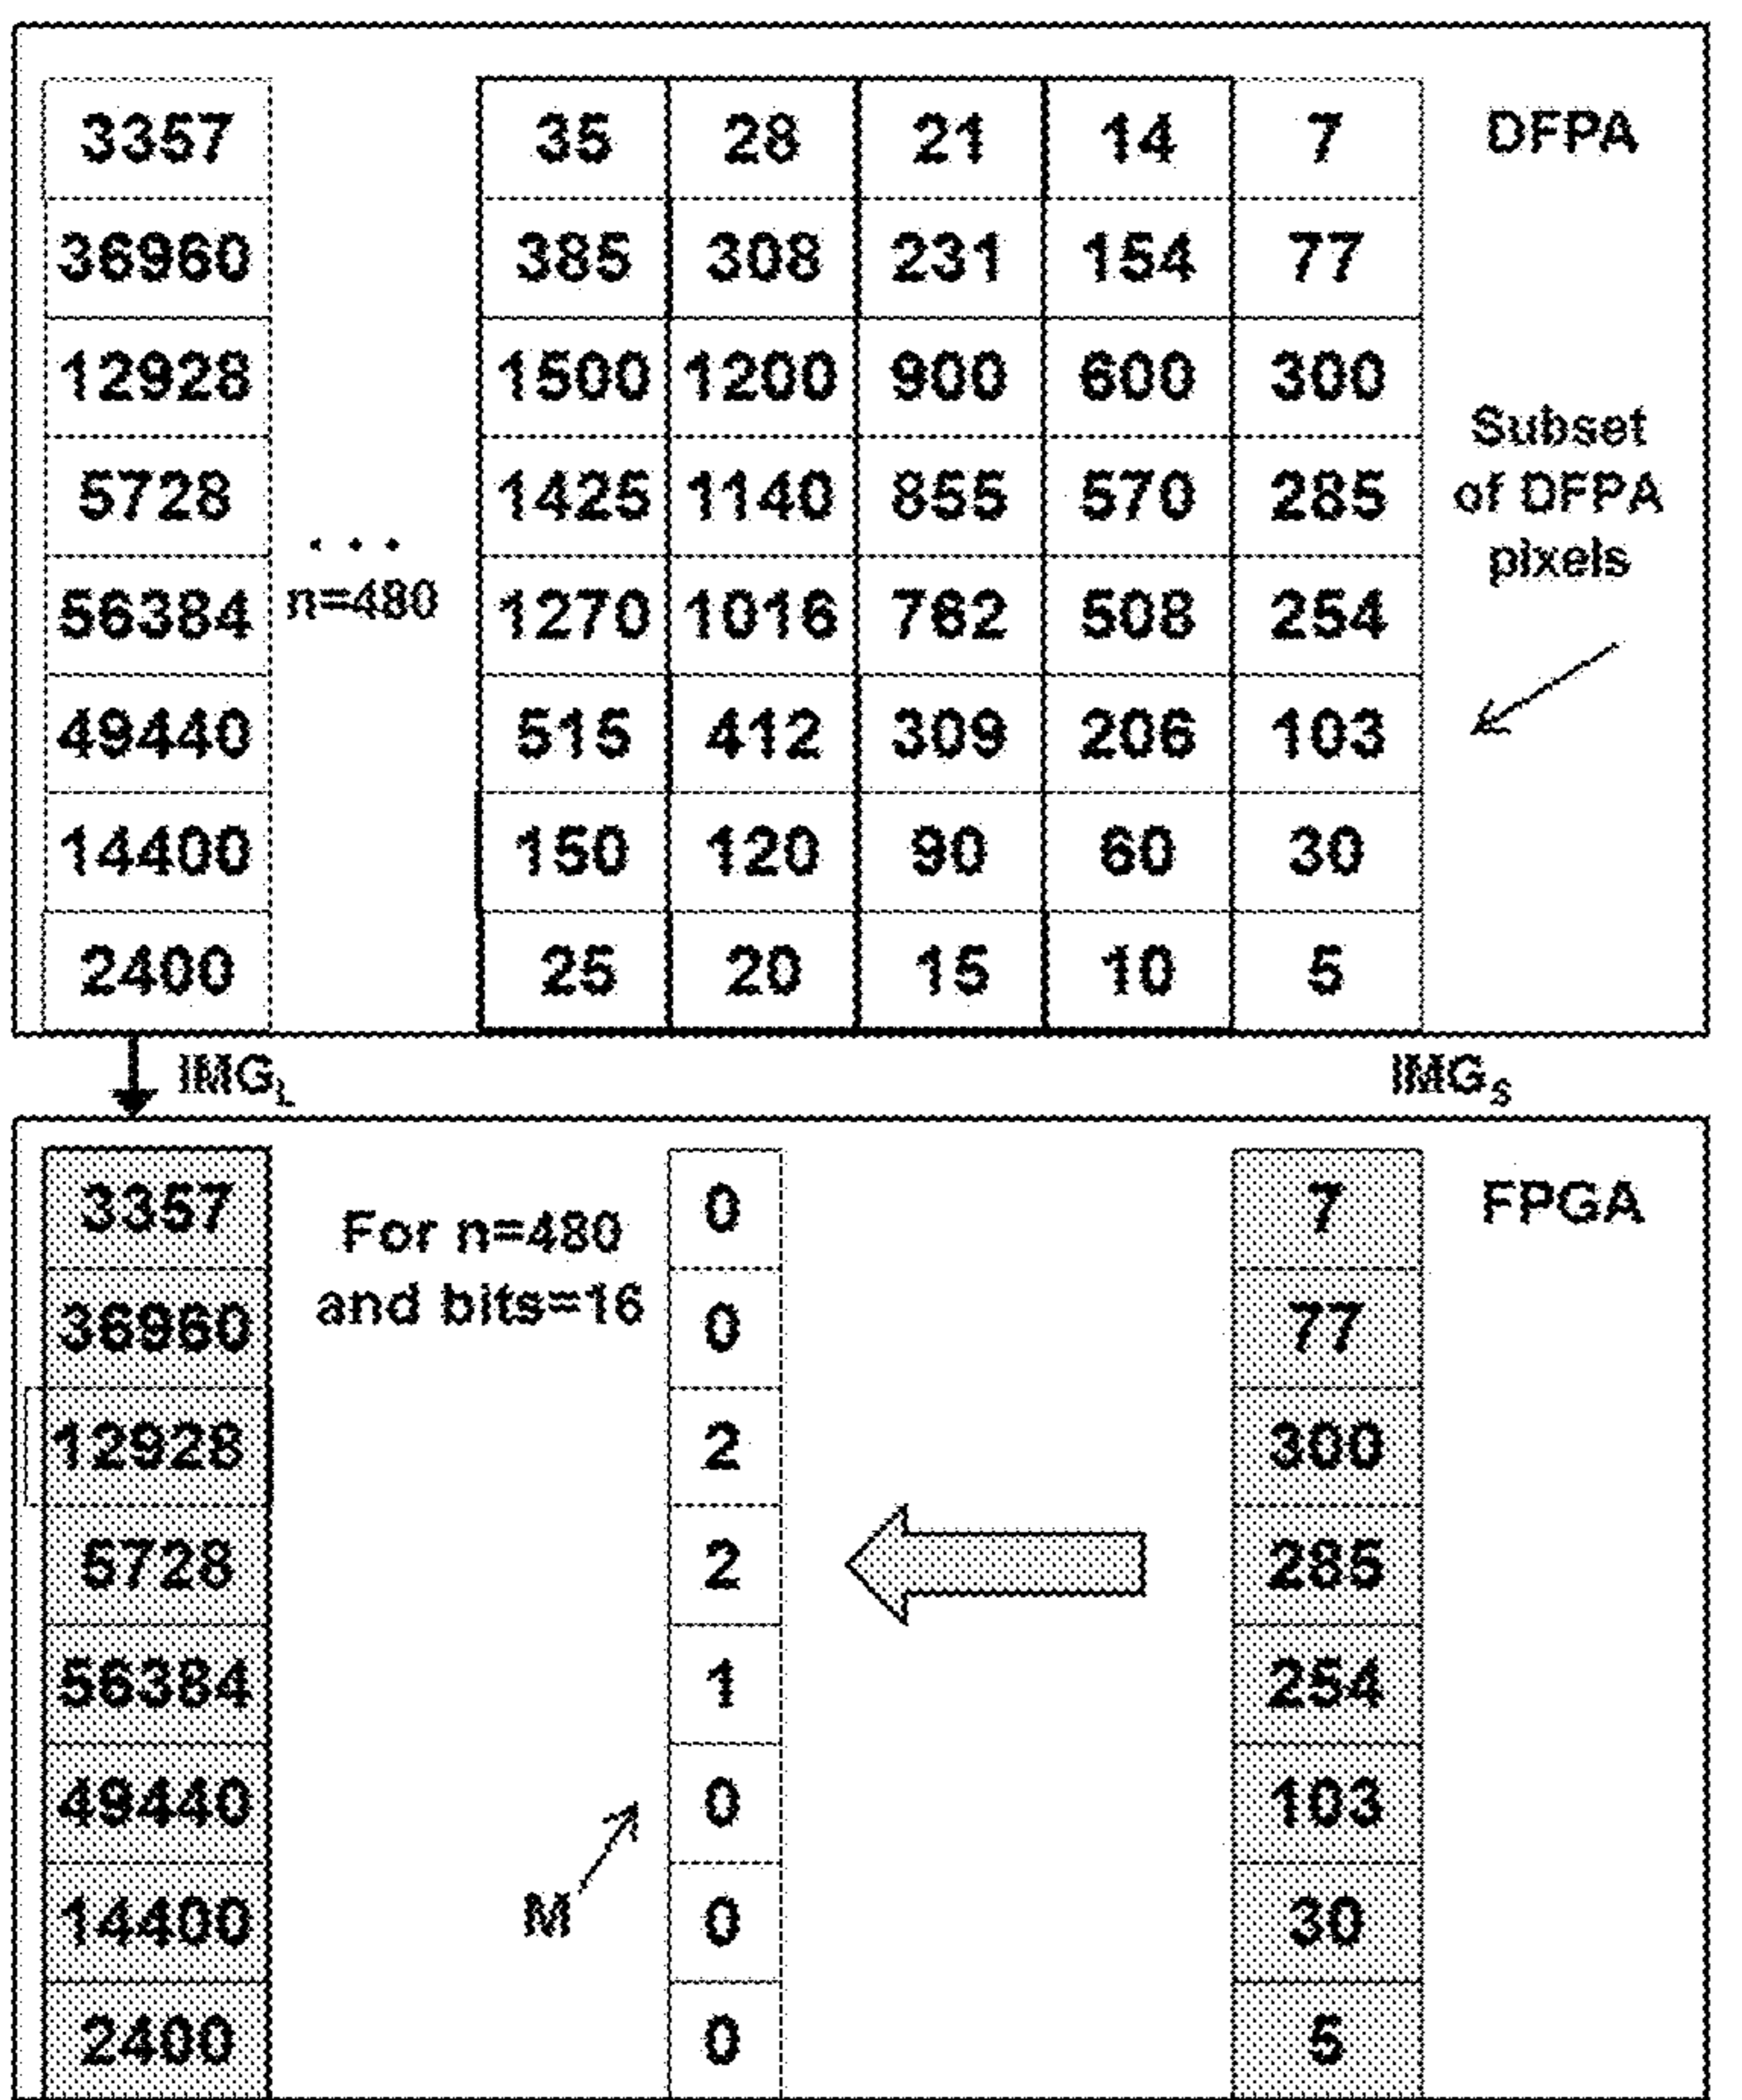 3357 35 28 21 14 7 DFPA
36960 385 308 231 154 77
12928 1500 1200 900 600 300
Subset
5728 1425 1140 855 570 285 of DFPA
. . .
pixels
56384 n=480 1270 1016 762 508 254
49440 515 412 309 206 103
14400 150 120 90 60 30
2400 25 20 15 10 5
IMGL IMGS
3357 For n=480 0 7 FPGA
36960 and bits=16 0 77
12928 2 300
5728 2 285
56384 1 254
49440 0 103
14400 M 0 30
2400 0 5